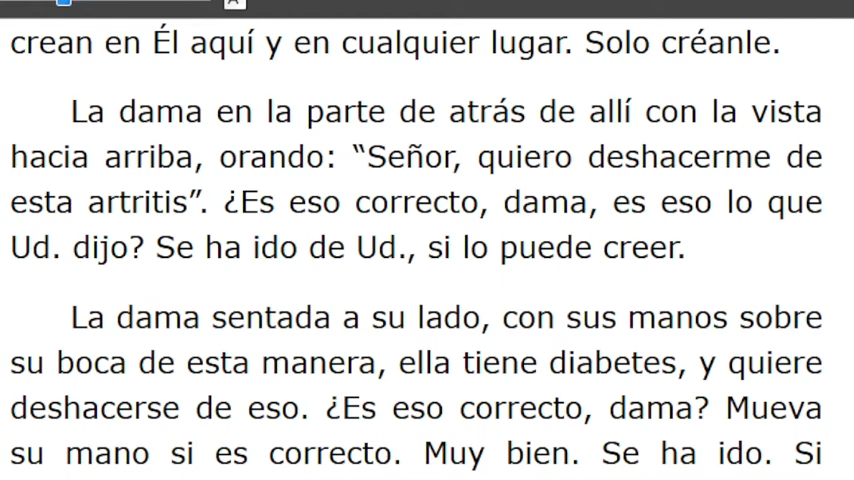 crean en Él aquí y en cualquier lugar. Solo créanle.
La dama en la parte de atrás de allí con la vista
hacia arriba, orando: “Señor, quiero deshacerme de
esta artritis”. ¿Es eso correcto, dama, es eso lo que
Ud. dijo? Se ha ido de Ud., si lo puede creer.
La dama sentada a su lado, con sus manos sobre
su boca de esta manera, ella tiene diabetes, y quiere
deshacerse de eso. ¿Es eso correcto, dama? Mueva
su mano si es correcto. Muy bien. Se ha ido. Si